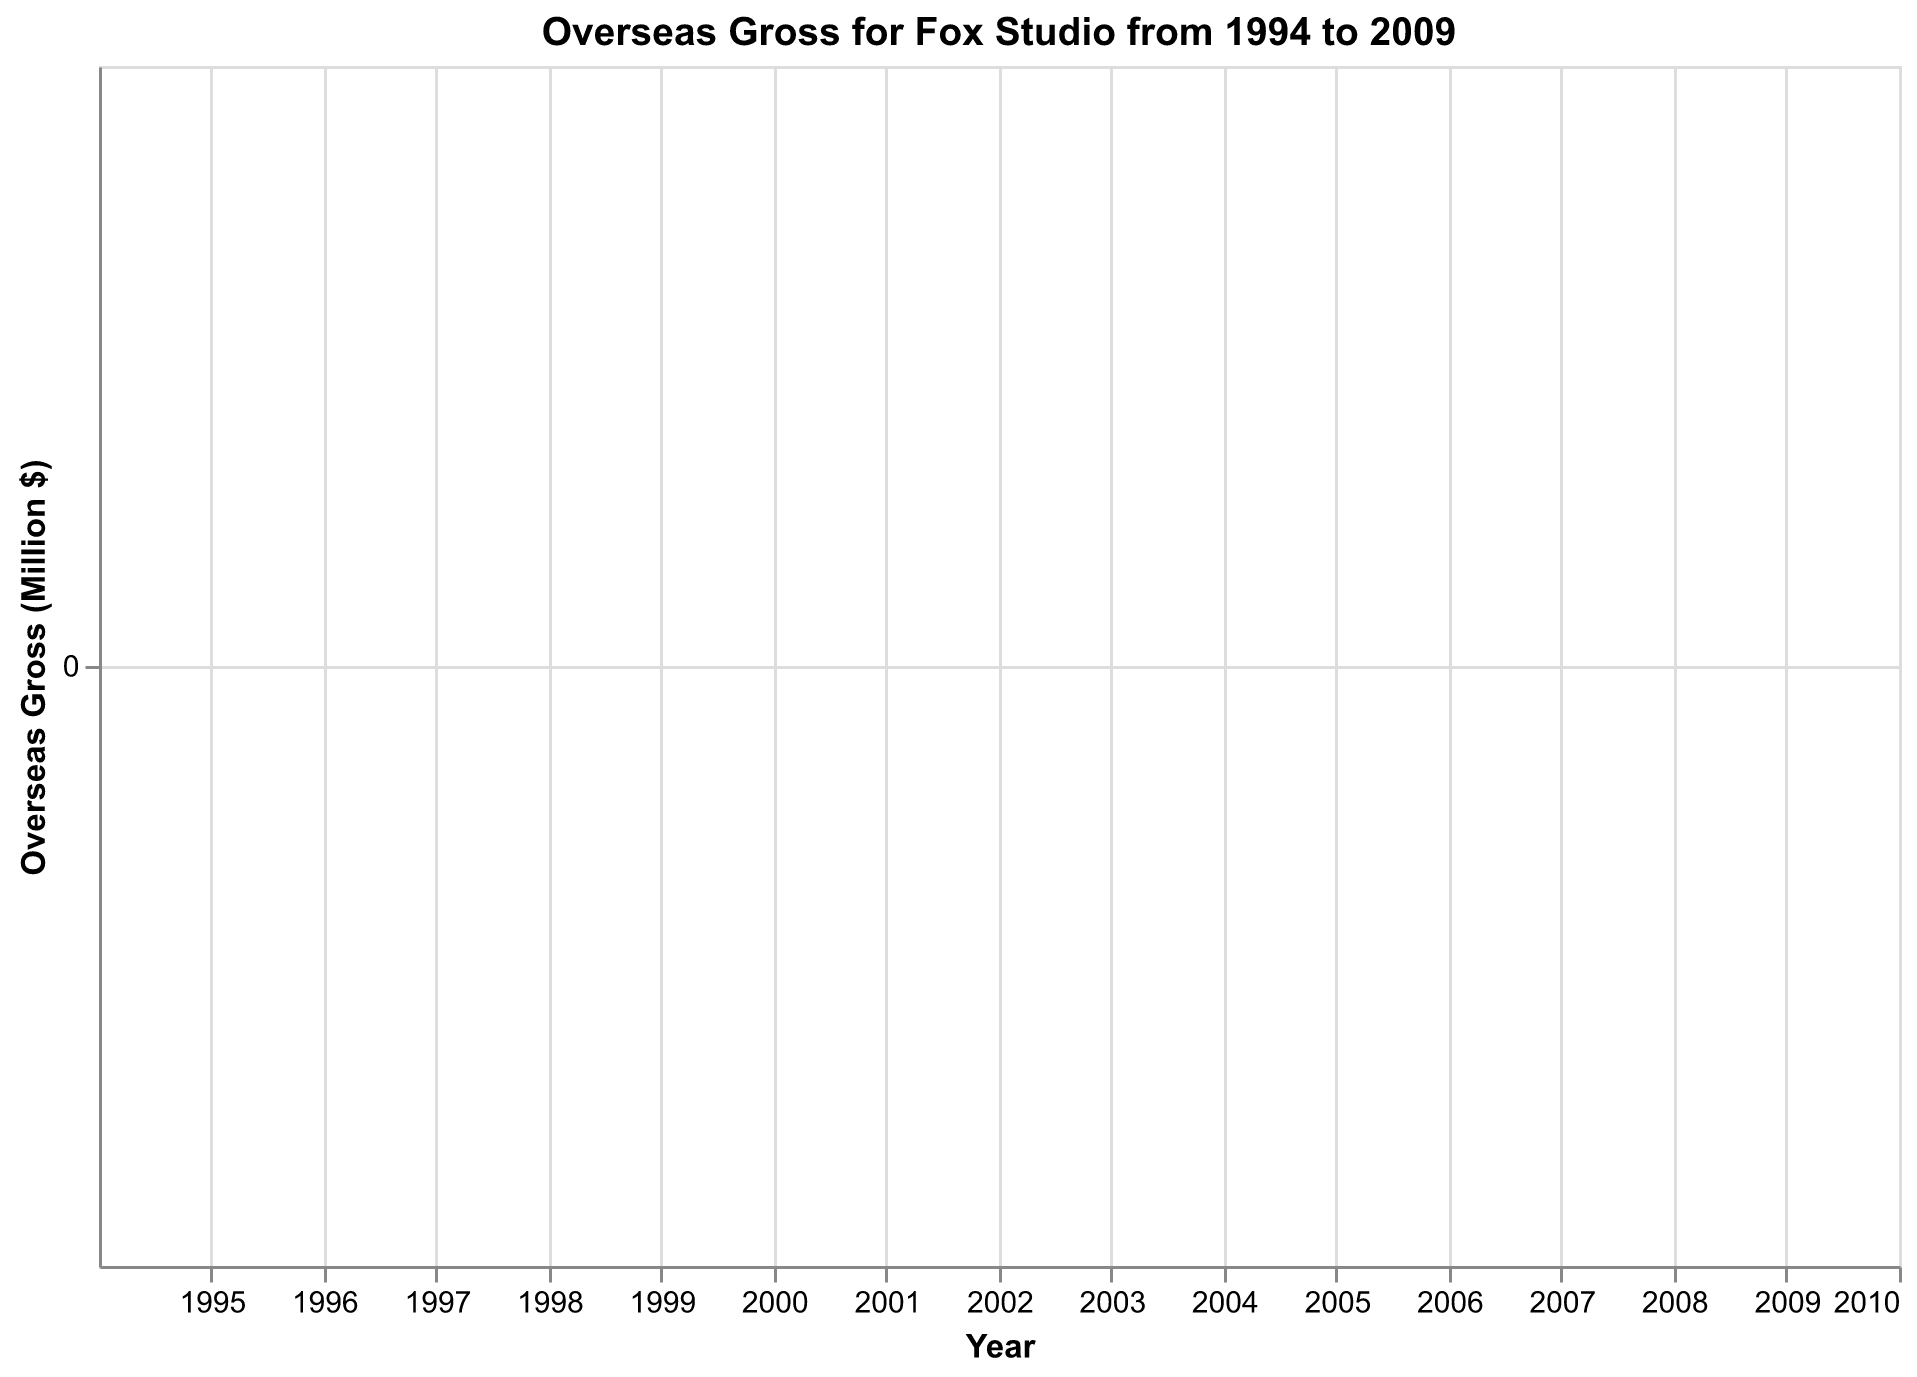 Overseas Gross for Fox Studio from 1994 to 2009
Overseas Gross (Million $)
0
1995 1996 1997 1998 1999 2000 2001 2002 2003 2004 2005 2006 2007 2008 2009 2010
Year